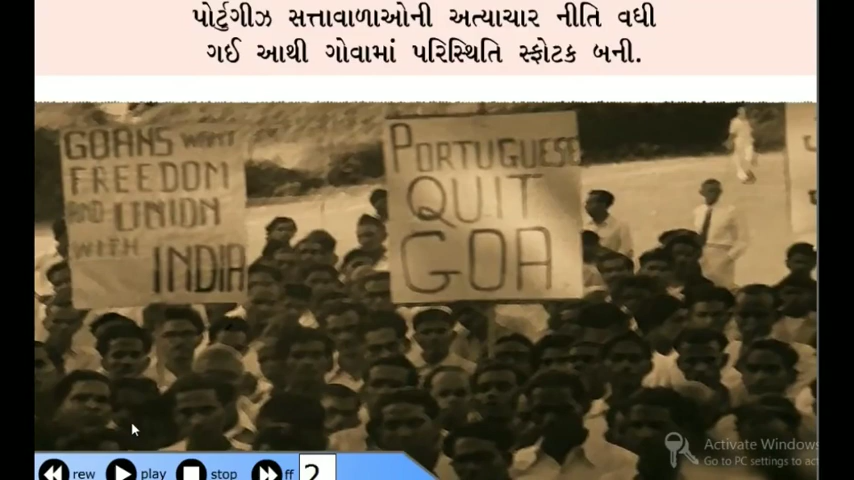 પોર્ટુગીઝ સત્તાવાળાઓની અત્યાચાર નીતિ વધી
ગઈ આથી ગોવામાં પરિસ્થિતિ સ્ફોટક બની.
GOANS WANT
FREEDOM
AND UNION
WITH INDIA
PORTUGUESE
QUIT
GOA
Activate Windows
Go to PC settings to act
rew play stop ff 2